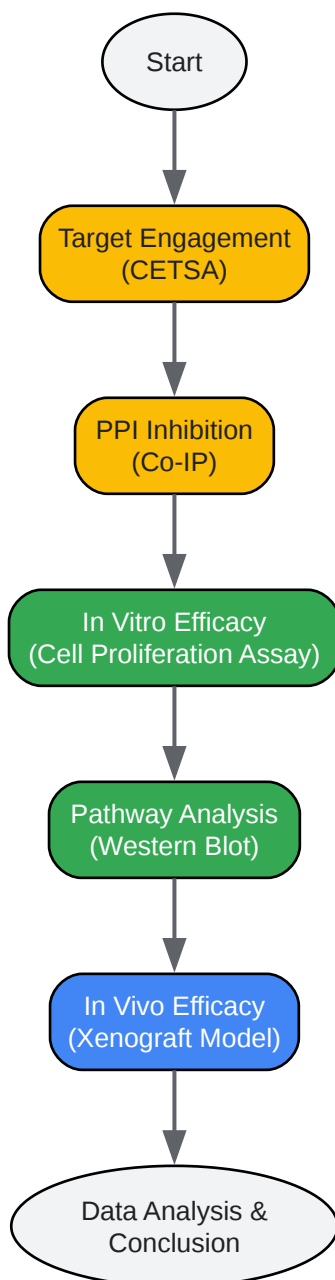 Start
Target Engagement
(CETSA)
PPI Inhibition
(Co-IP)
In Vitro Efficacy
(Cell Proliferation Assay)
Pathway Analysis
(Western Blot)
In Vivo Efficacy
(Xenograft Model)
Data Analysis &
Conclusion